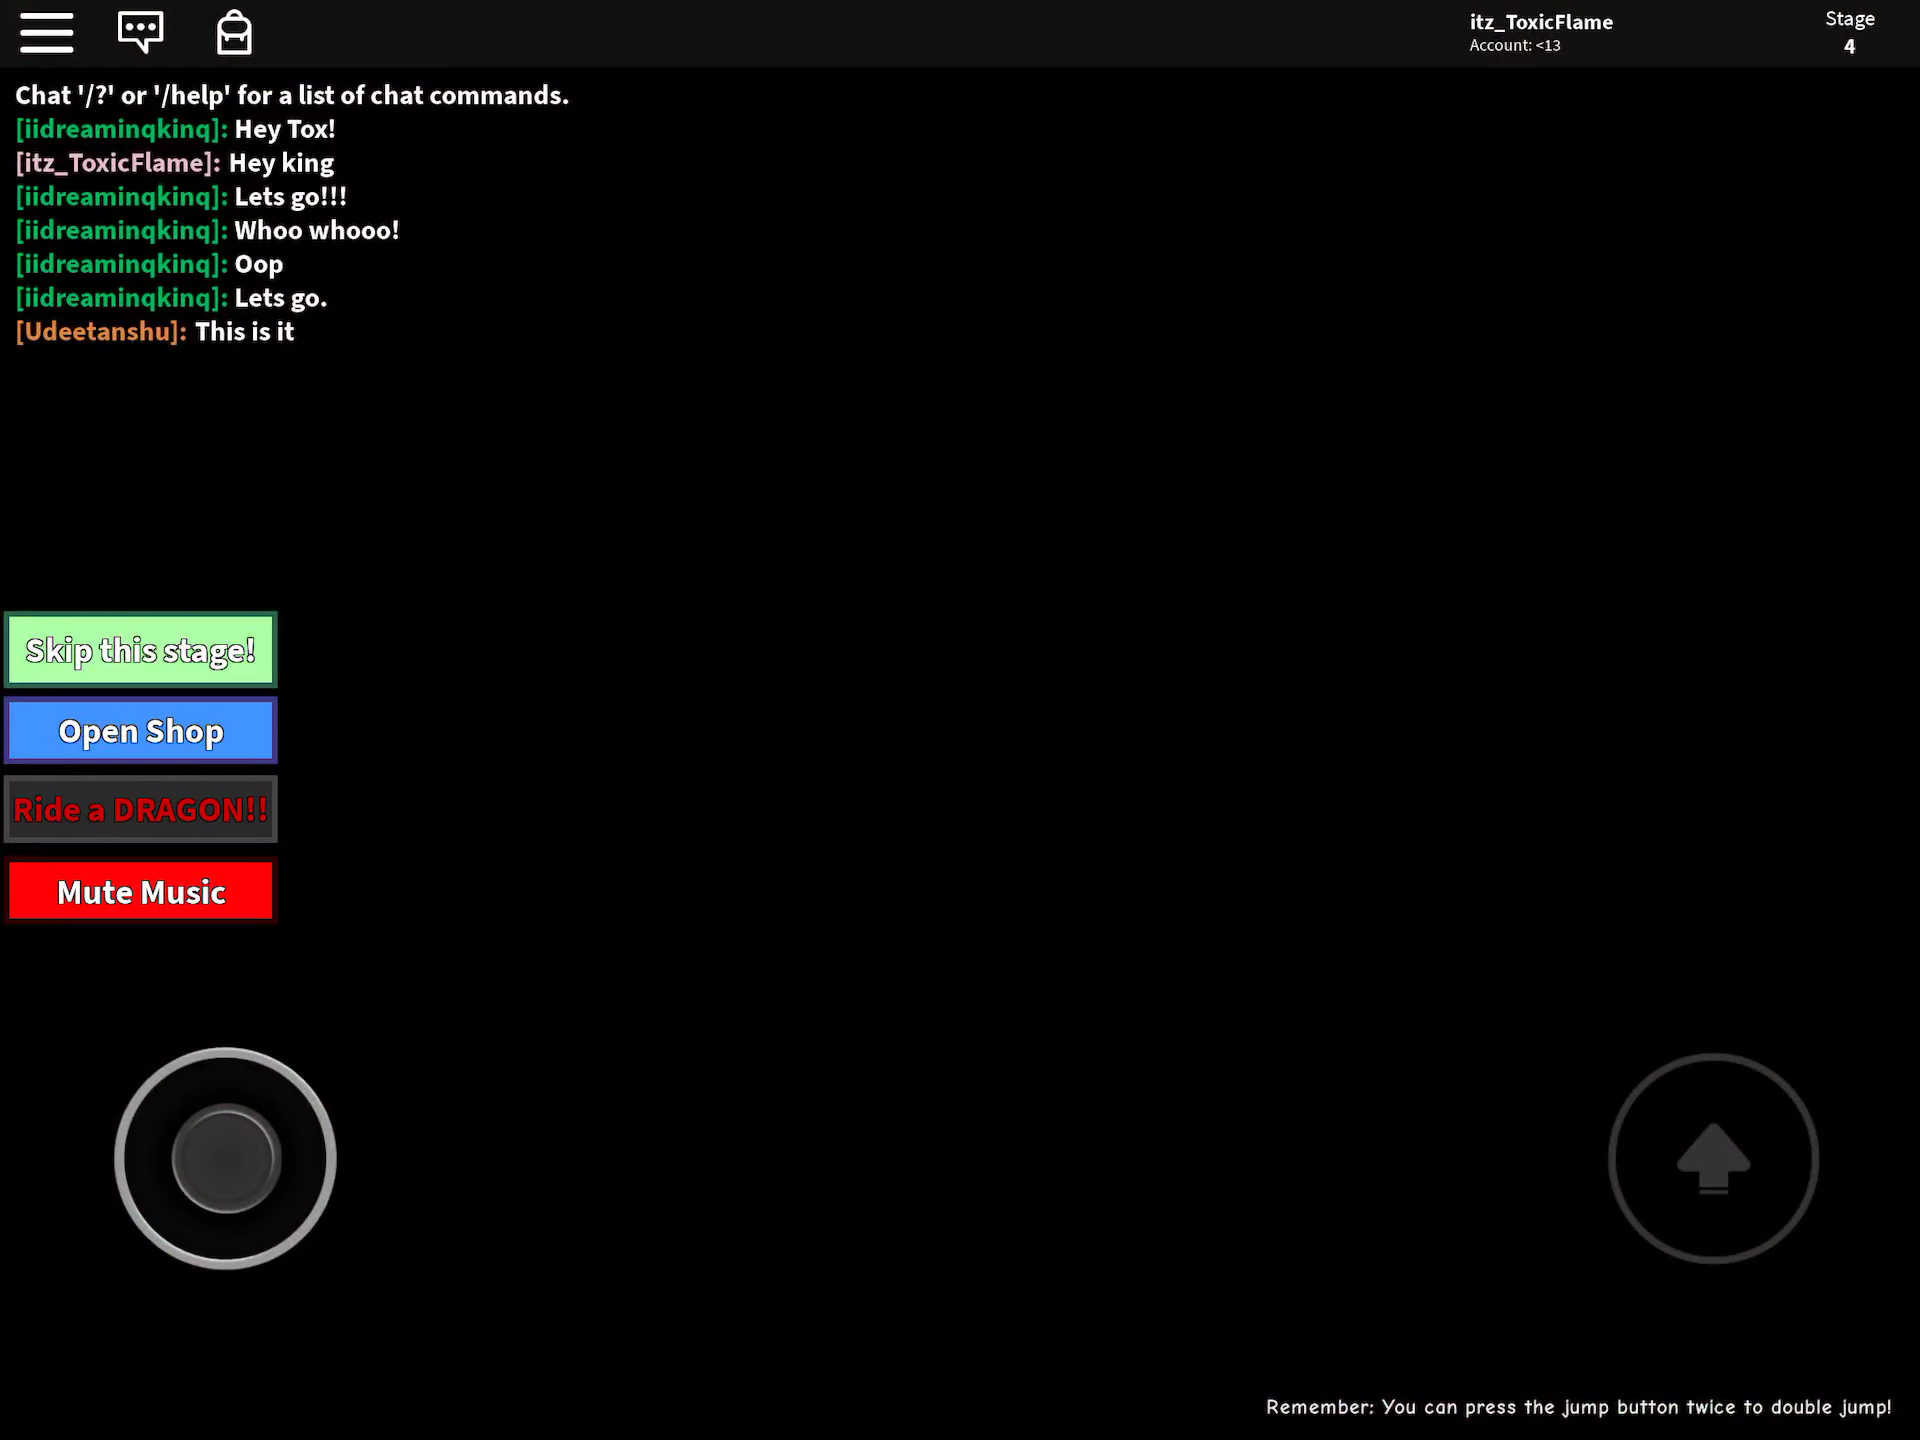 itz_ToxicFlame
Account: <13
Stage
4
Chat '/?' or '/help' for a list of chat commands.
[iidreaminqkinq]: Hey Tox!
[itz_ToxicFlame]: Hey king
[iidreaminqkinq]: Lets go!!!
[iidreaminqkinq]: Whoo whooo!
[iidreaminqkinq]: Oop
[iidreaminqkinq]: Lets go.
[Udeetanshu]: This is it
Skip this stage!
Open Shop
Ride a DRAGON!!
Mute Music
Remember: You can press the jump button twice to double jump!